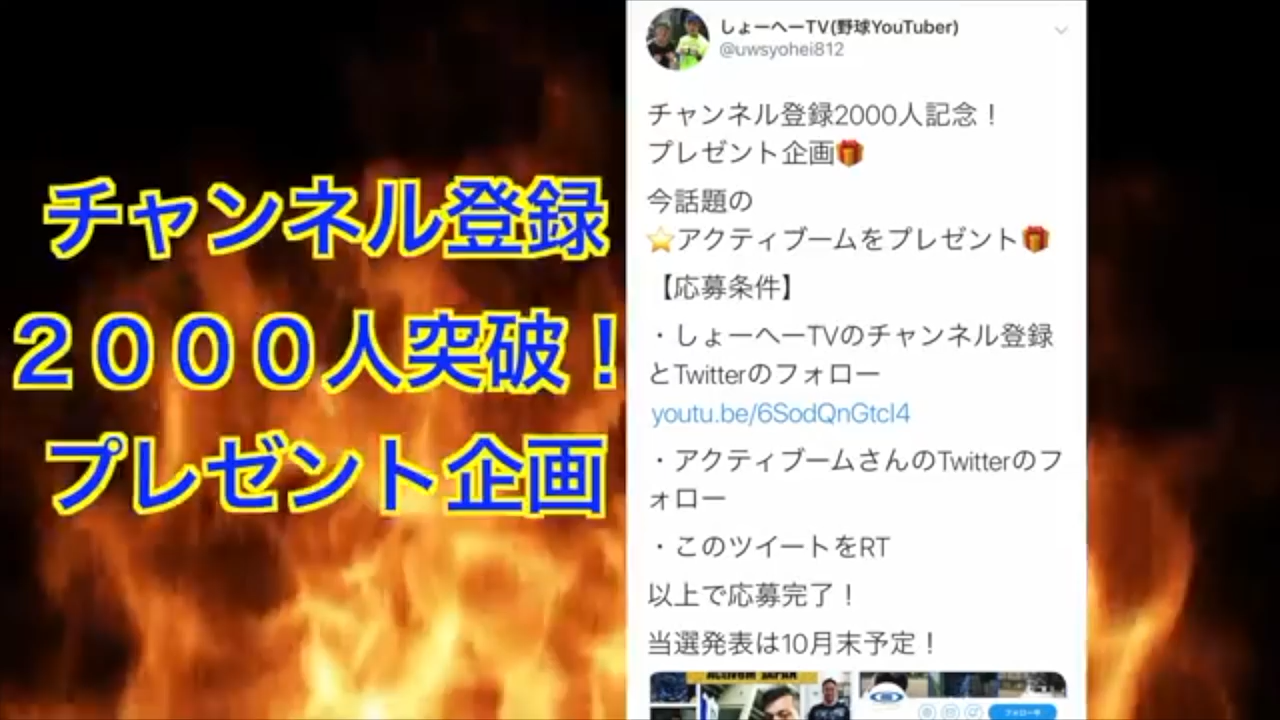 チャンネル登録
２０００人突破！
プレゼント企画
しょーへーTV(野球YouTuber)
@uwsyohei812
チャンネル登録2000人記念！
プレゼント企画🎁
今話題の
⭐アクティブームをプレゼント🎁
【応募条件】
・しょーへーTVのチャンネル登録
とTwitterのフォロー
youtu.be/6SodQnGtcI4
・アクティブームさんのTwitterのフ
ォロー
・このツイートをRT
以上で応募完了！
当選発表は10月末予定！
フォロー中